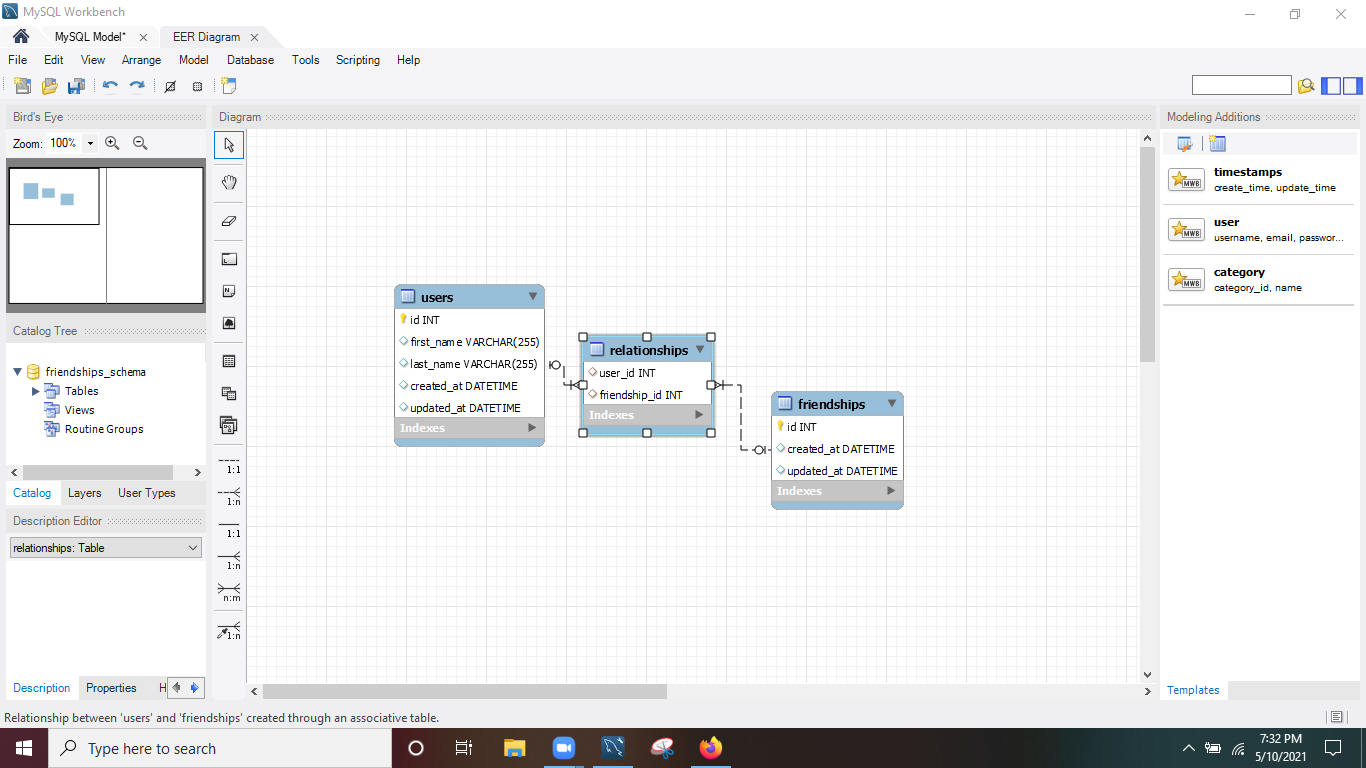 MySQL Workbench
MySQL Model*
EER Diagram
File Edit View Arrange Model Database Tools Scripting Help
Bird's Eye
Zoom: 100%
Catalog Tree
friendships_schema
Tables
Views
Routine Groups
Catalog Layers User Types
Description Editor
relationships: Table
Description Properties H
Diagram
1:1
1:n
1:1
1:n
n:m
1:n
users
id INT
first_name VARCHAR(255)
last_name VARCHAR(255)
created_at DATETIME
updated_at DATETIME
Indexes
relationships
user_id INT
friendship_id INT
Indexes
friendships
id INT
created_at DATETIME
updated_at DATETIME
Indexes
Modeling Additions
MWB
timestamps
create_time, update_time
MWB
user
username, email, passwor...
MWB
category
category_id, name
Templates
Relationship between 'users' and 'friendships' created through an associative table.
Type here to search
7:32 PM
5/10/2021